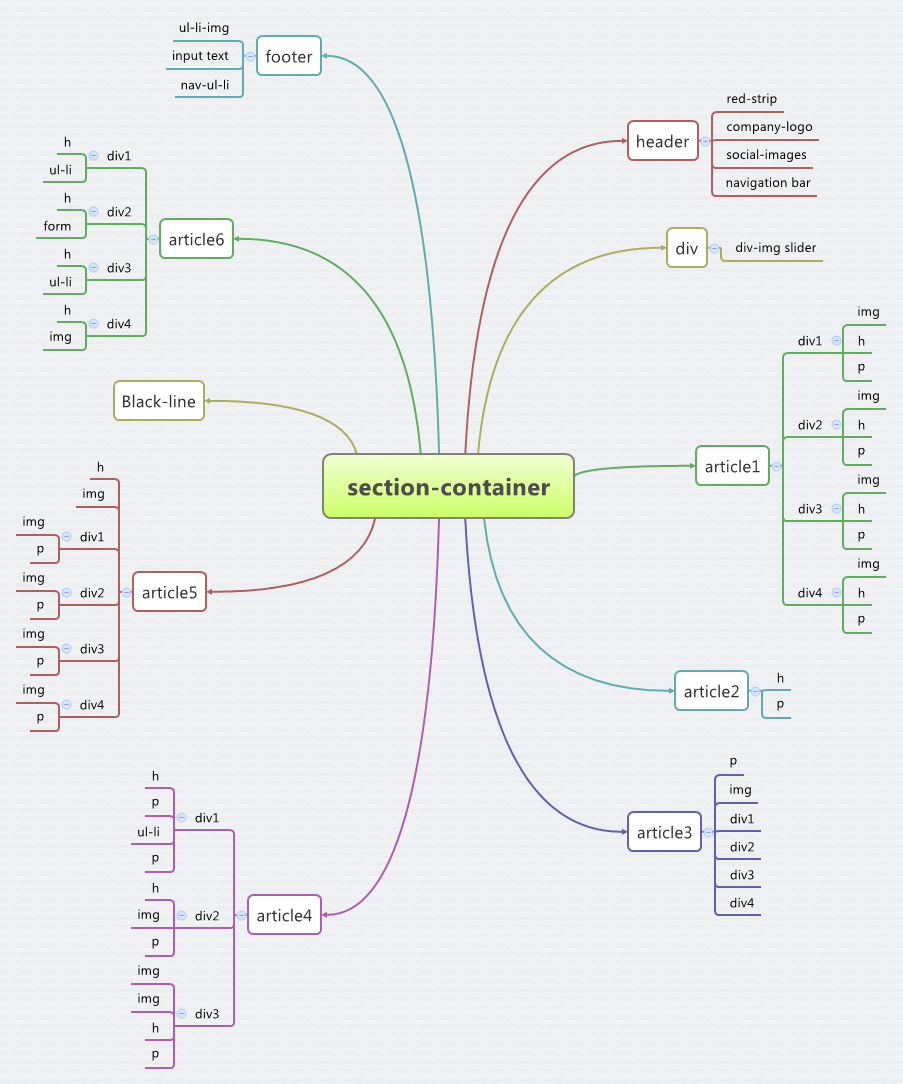 section-container
header
red-strip
company-logo
social-images
navigation bar
div
div-img slider
article1
div1
img
h
p
div2
img
h
p
div3
img
h
p
div4
img
h
p
article2
h
p
article3
p
img
div1
div2
div3
div4
article4
div1
h
p
ul-li
p
div2
h
img
p
div3
img
img
h
p
article5
h
img
div1
img
p
div2
img
p
div3
img
p
div4
img
p
Black-line
article6
div1
h
ul-li
div2
h
form
div3
h
ul-li
div4
h
img
footer
ul-li-img
input text
nav-ul-li